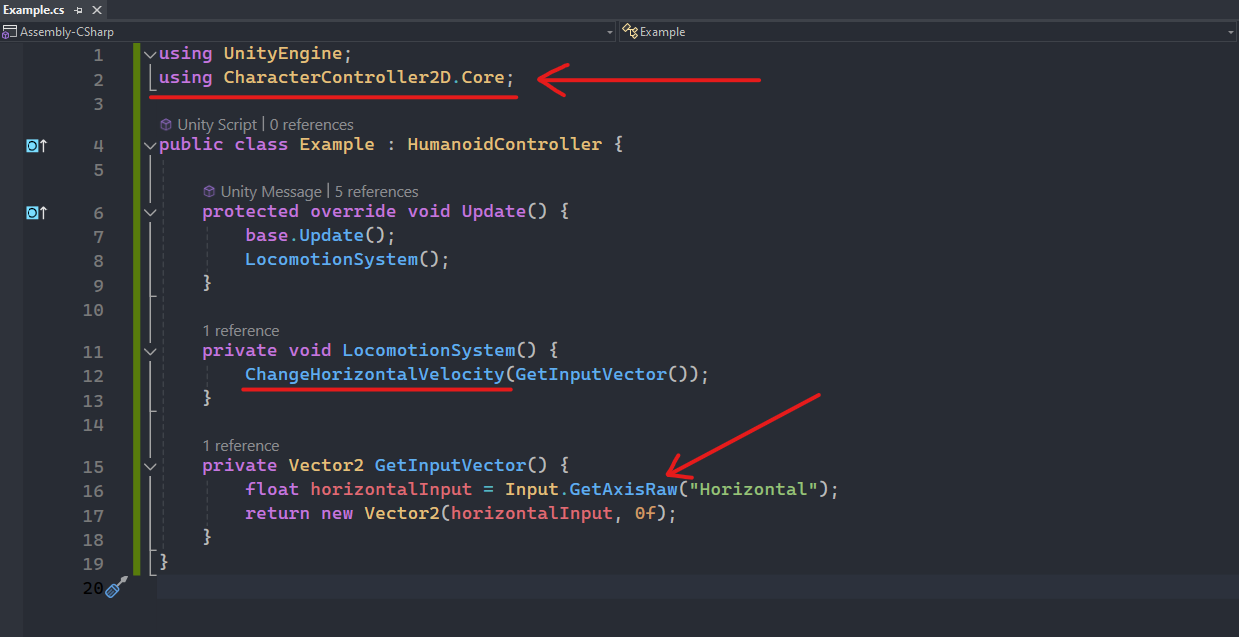 Example.cs
Assembly-CSharp
Example
1 using UnityEngine;
2 using CharacterController2D.Core;
3
Unity Script | 0 references
4 public class Example : HumanoidController {
5
Unity Message | 5 references
6 protected override void Update() {
7 base.Update();
8 LocomotionSystem();
9 }
10
1 reference
11 private void LocomotionSystem() {
12 ChangeHorizontalVelocity(GetInputVector());
13 }
14
1 reference
15 private Vector2 GetInputVector() {
16 float horizontalInput = Input.GetAxisRaw("Horizontal");
17 return new Vector2(horizontalInput, 0f);
18 }
19 }
20